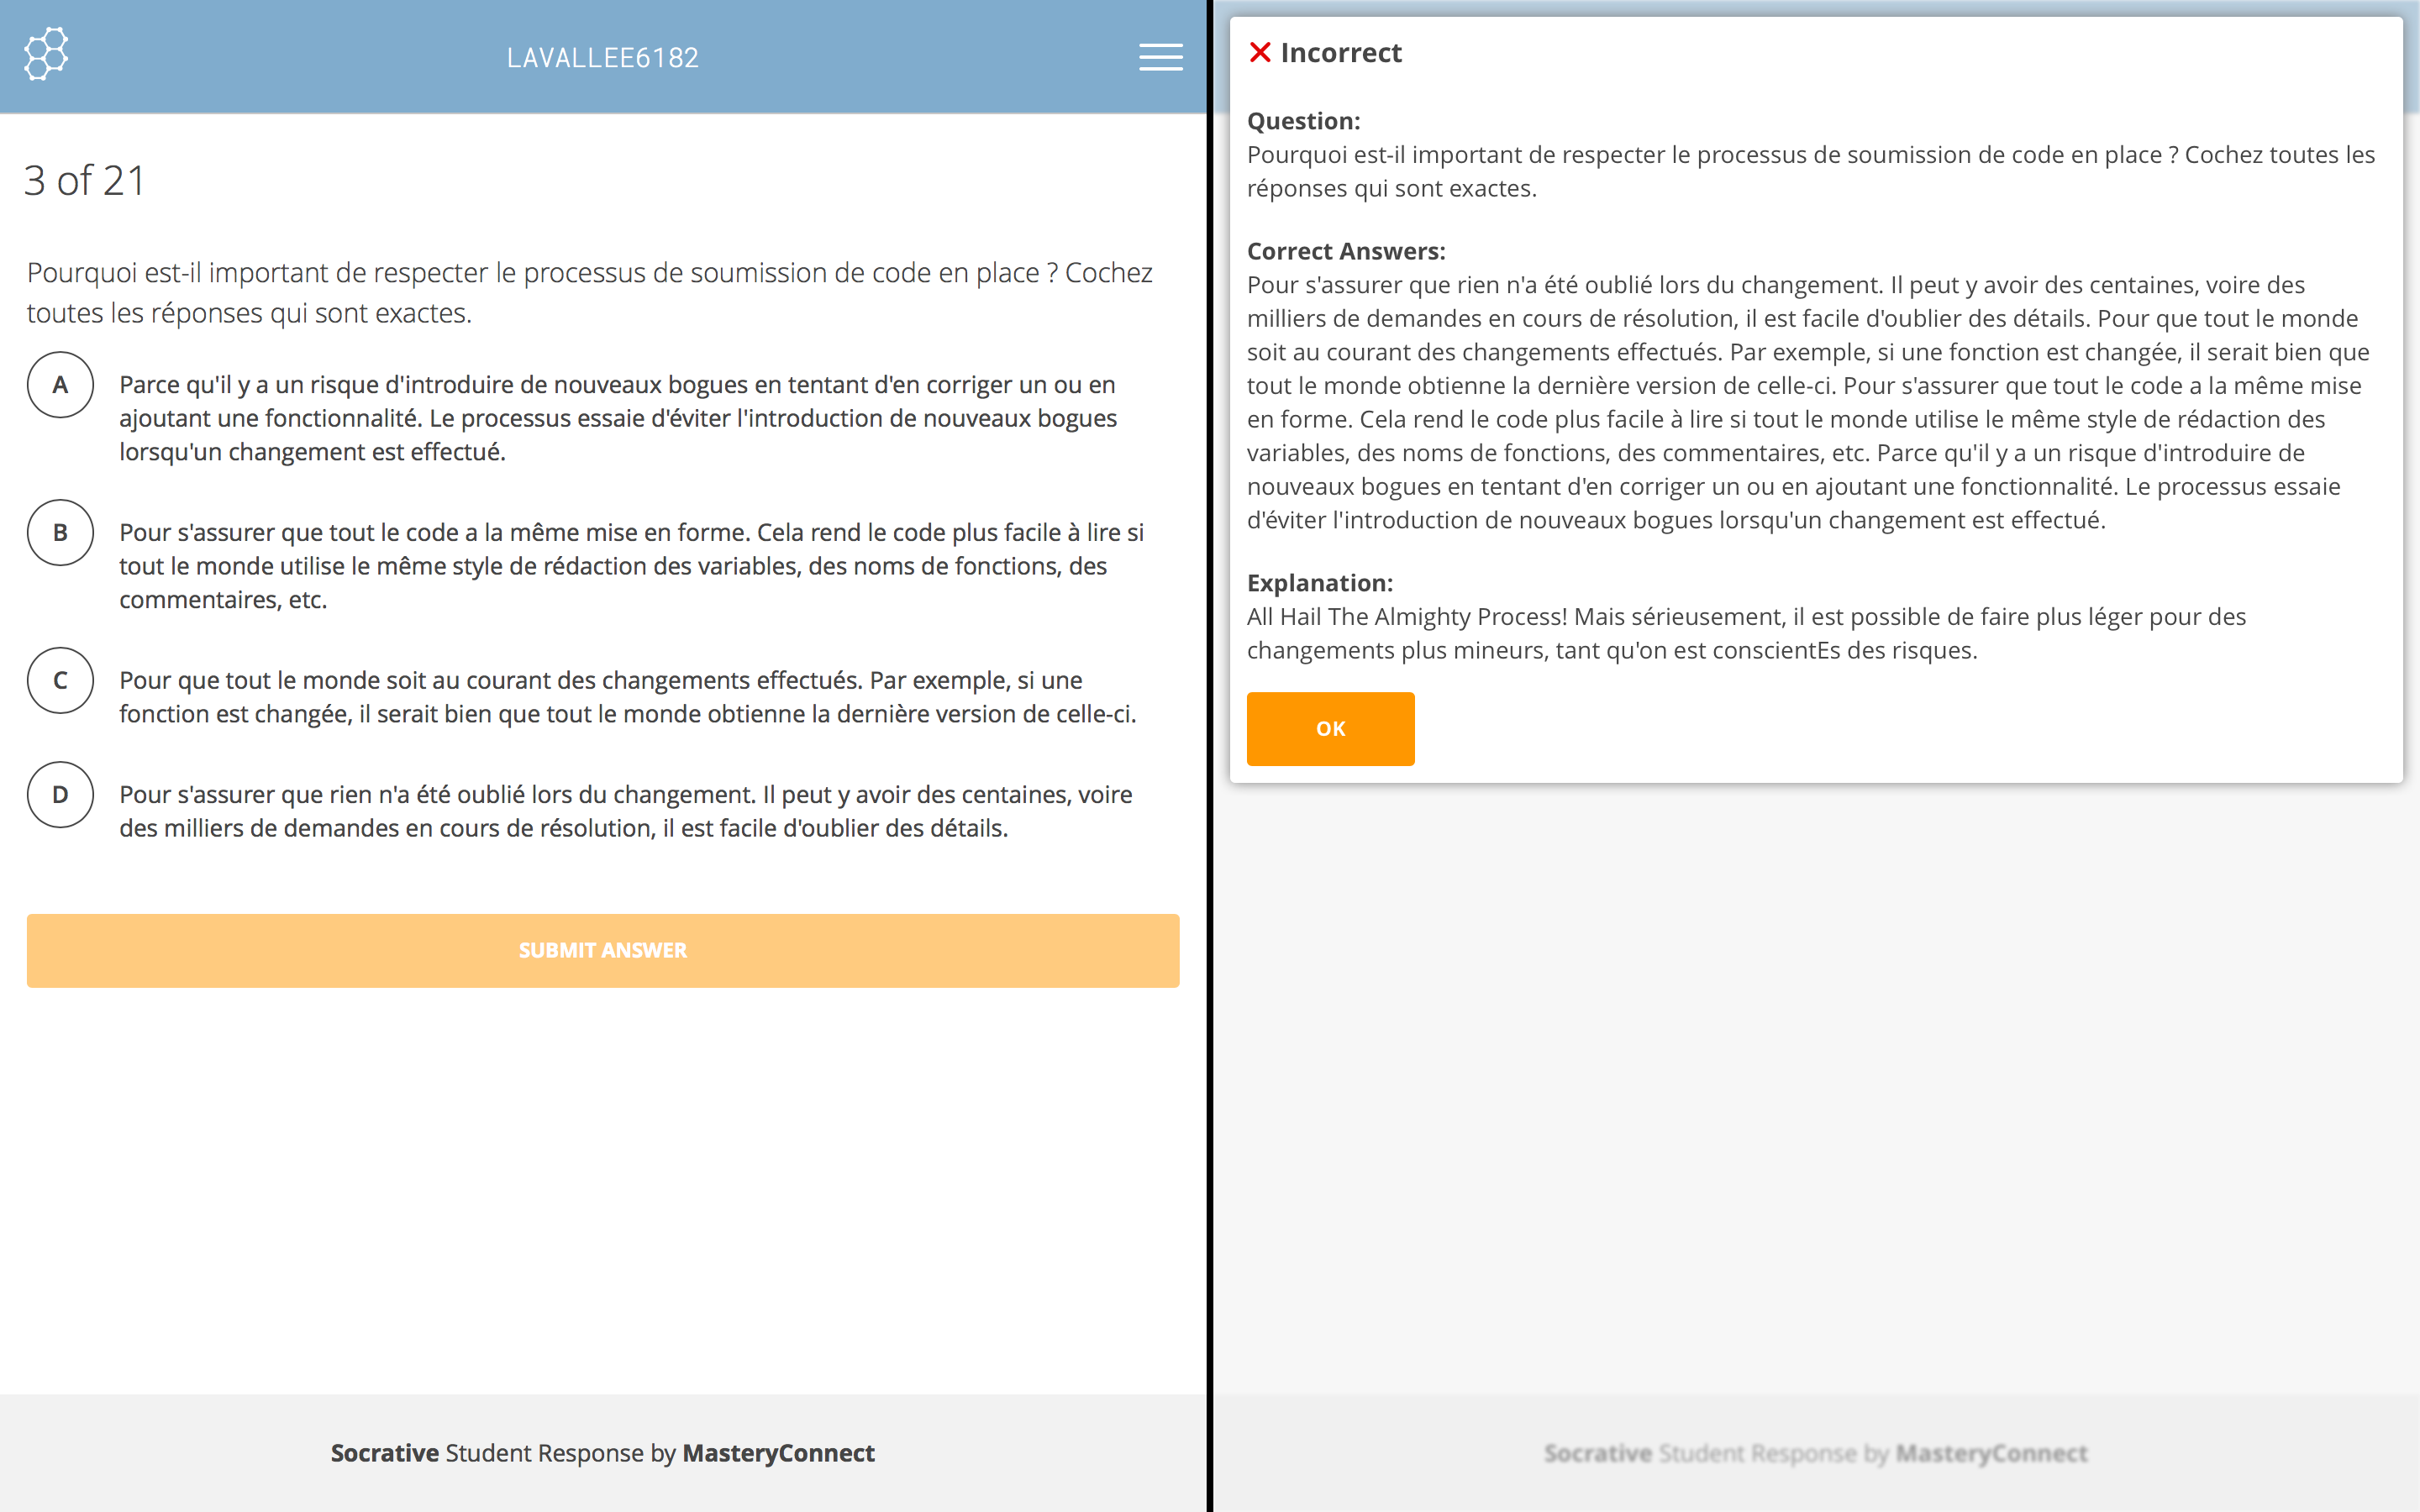 LAVALLEE6182
3 of 21
Pourquoi est-il important de respecter le processus de soumission de code en place ? Cochez
toutes les réponses qui sont exactes.
A
Parce qu'il y a un risque d'introduire de nouveaux bogues en tentant d'en corriger un ou en
ajoutant une fonctionnalité. Le processus essaie d'éviter l'introduction de nouveaux bogues
lorsqu'un changement est effectué.
B
Pour s'assurer que tout le code a la même mise en forme. Cela rend le code plus facile à lire si
tout le monde utilise le même style de rédaction des variables, des noms de fonctions, des
commentaires, etc.
C
Pour que tout le monde soit au courant des changements effectués. Par exemple, si une
fonction est changée, il serait bien que tout le monde obtienne la dernière version de celle-ci.
D
Pour s'assurer que rien n'a été oublié lors du changement. Il peut y avoir des centaines, voire
des milliers de demandes en cours de résolution, il est facile d'oublier des détails.
SUBMIT ANSWER
Socrative Student Response by MasteryConnect
Incorrect
Question:
Pourquoi est-il important de respecter le processus de soumission de code en place ? Cochez toutes les
réponses qui sont exactes.
Correct Answers:
Pour s'assurer que rien n'a été oublié lors du changement. Il peut y avoir des centaines, voire des
milliers de demandes en cours de résolution, il est facile d'oublier des détails. Pour que tout le monde
soit au courant des changements effectués. Par exemple, si une fonction est changée, il serait bien que
tout le monde obtienne la dernière version de celle-ci. Pour s'assurer que tout le code a la même mise
en forme. Cela rend le code plus facile à lire si tout le monde utilise le même style de rédaction des
variables, des noms de fonctions, des commentaires, etc. Parce qu'il y a un risque d'introduire de
nouveaux bogues en tentant d'en corriger un ou en ajoutant une fonctionnalité. Le processus essaie
d'éviter l'introduction de nouveaux bogues lorsqu'un changement est effectué.
Explanation:
All Hail The Almighty Process! Mais sérieusement, il est possible de faire plus léger pour des
changements plus mineurs, tant qu'on est conscientEs des risques.
OK
Socrative Student Response by MasteryConnect